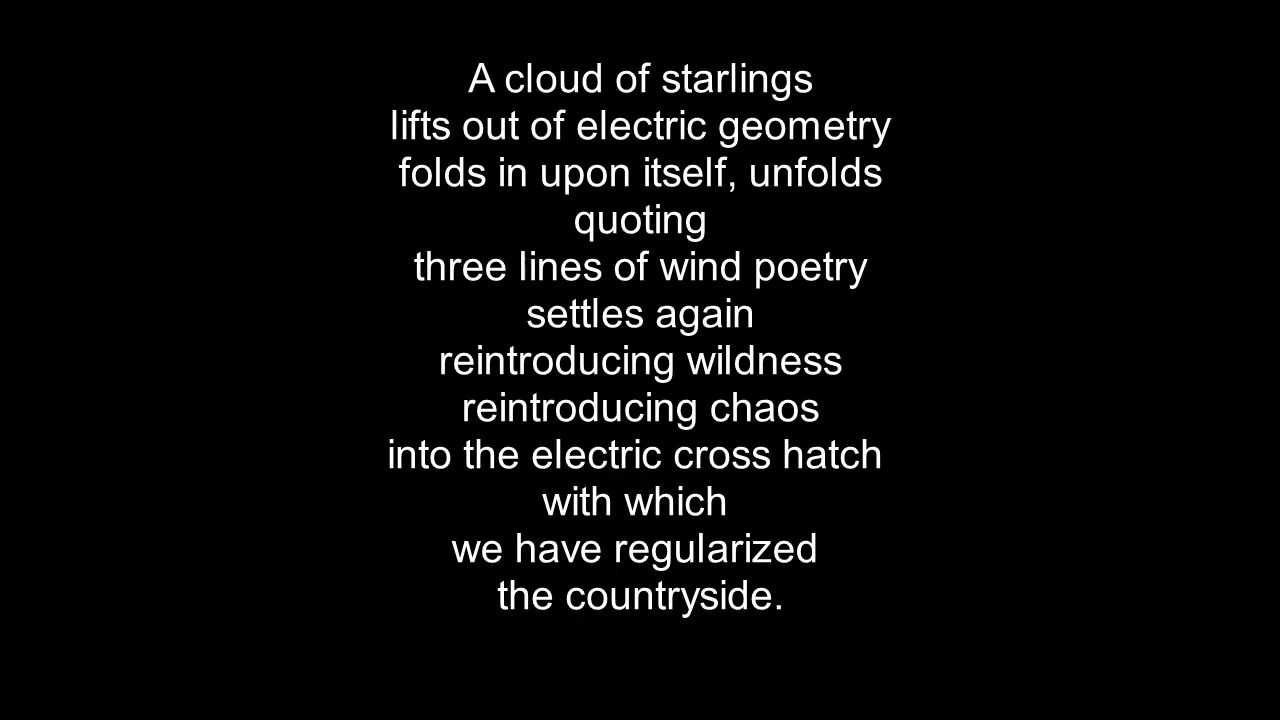 A cloud of starlings
lifts out of electric geometry
folds in upon itself, unfolds
quoting
three lines of wind poetry
settles again
reintroducing wildness
reintroducing chaos
into the electric cross hatch
with which
we have regularized
the countryside.